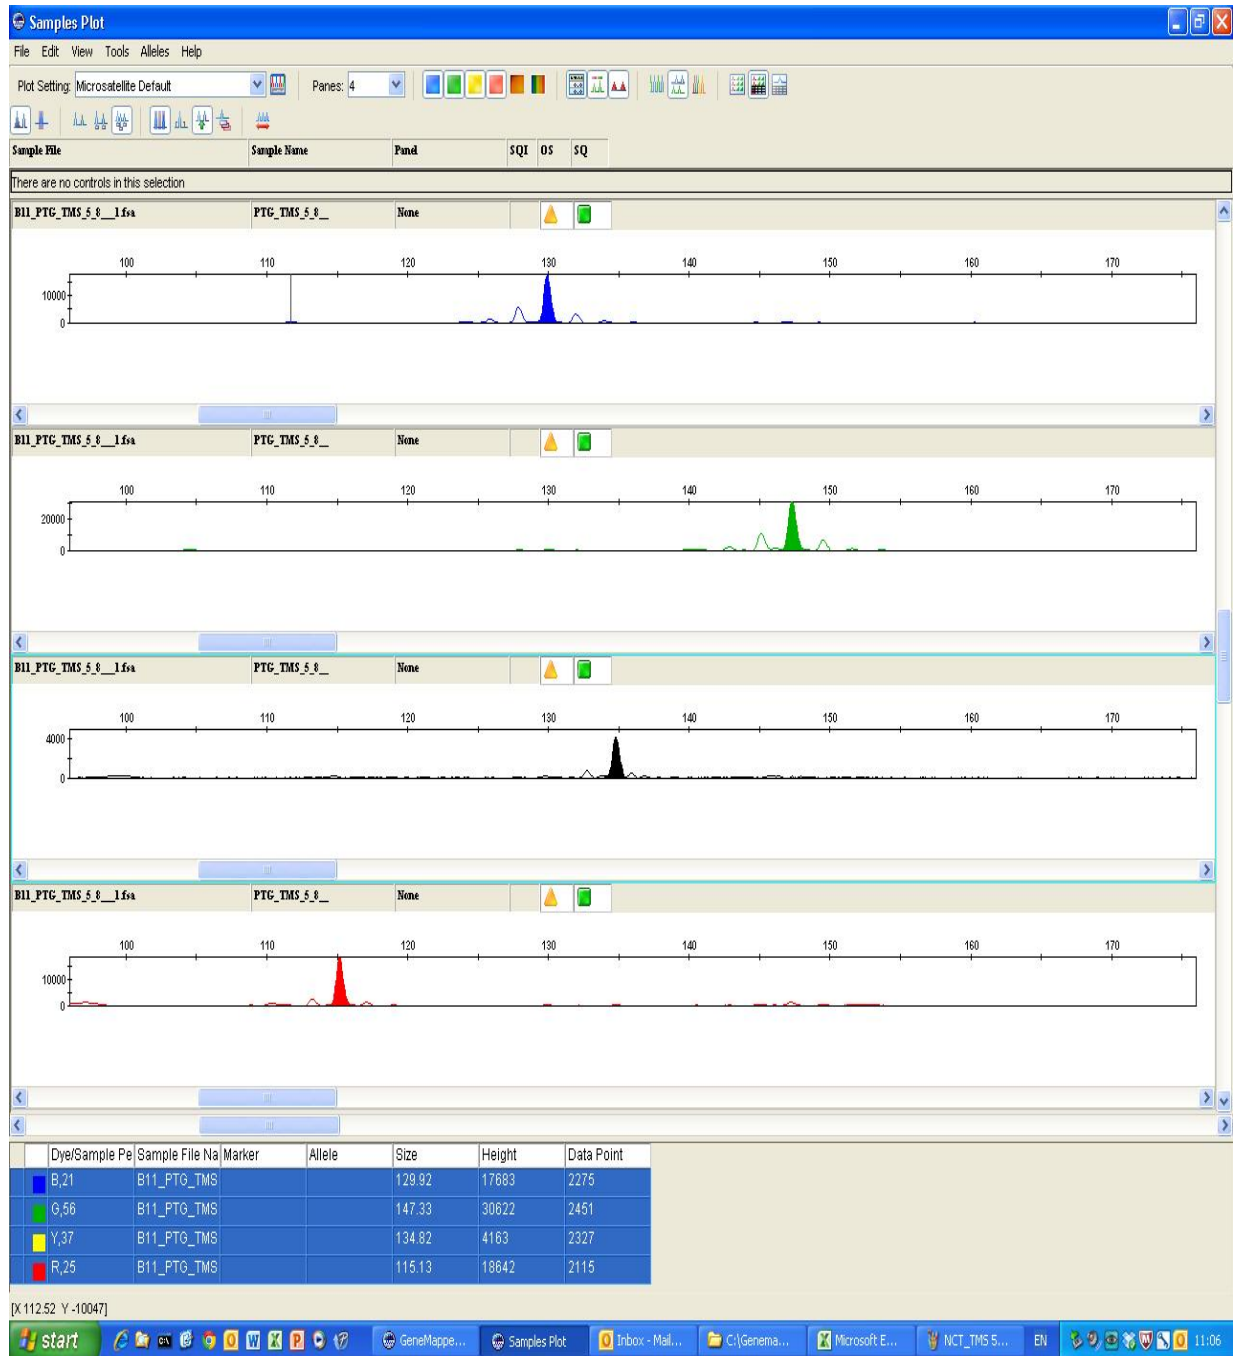 Samples Plot
File Edit View Tools Alleles Help
Plot Setting: Microsatellite Default Panes: 4
Sample File Sample Name Panel SQI OS SQ
There are no controls in this selection
B11_PTG_TMS_5_8__1.fsa PTG_TMS_5_8__ None
100 110 120 130 140 150 160 170
10000
0
B11_PTG_TMS_5_8__1.fsa PTG_TMS_5_8__ None
100 110 120 130 140 150 160 170
20000
0
B11_PTG_TMS_5_8__1.fsa PTG_TMS_5_8__ None
100 110 120 130 140 150 160 170
4000
0
B11_PTG_TMS_5_8__1.fsa PTG_TMS_5_8__ None
100 110 120 130 140 150 160 170
10000
0
Dye/Sample Pe Sample File Na Marker Allele Size Height Data Point
B,21 B11_PTG_TMS 129.92 17683 2275
G,56 B11_PTG_TMS 147.33 30622 2451
Y,37 B11_PTG_TMS 134.82 4163 2327
R,25 B11_PTG_TMS 115.13 18642 2115
[X 112.52 Y -10047]
start GeneMappe... Samples Plot Inbox - Mail... C:\Genema... Microsoft E... NCT_TMS 5... EN 11:06